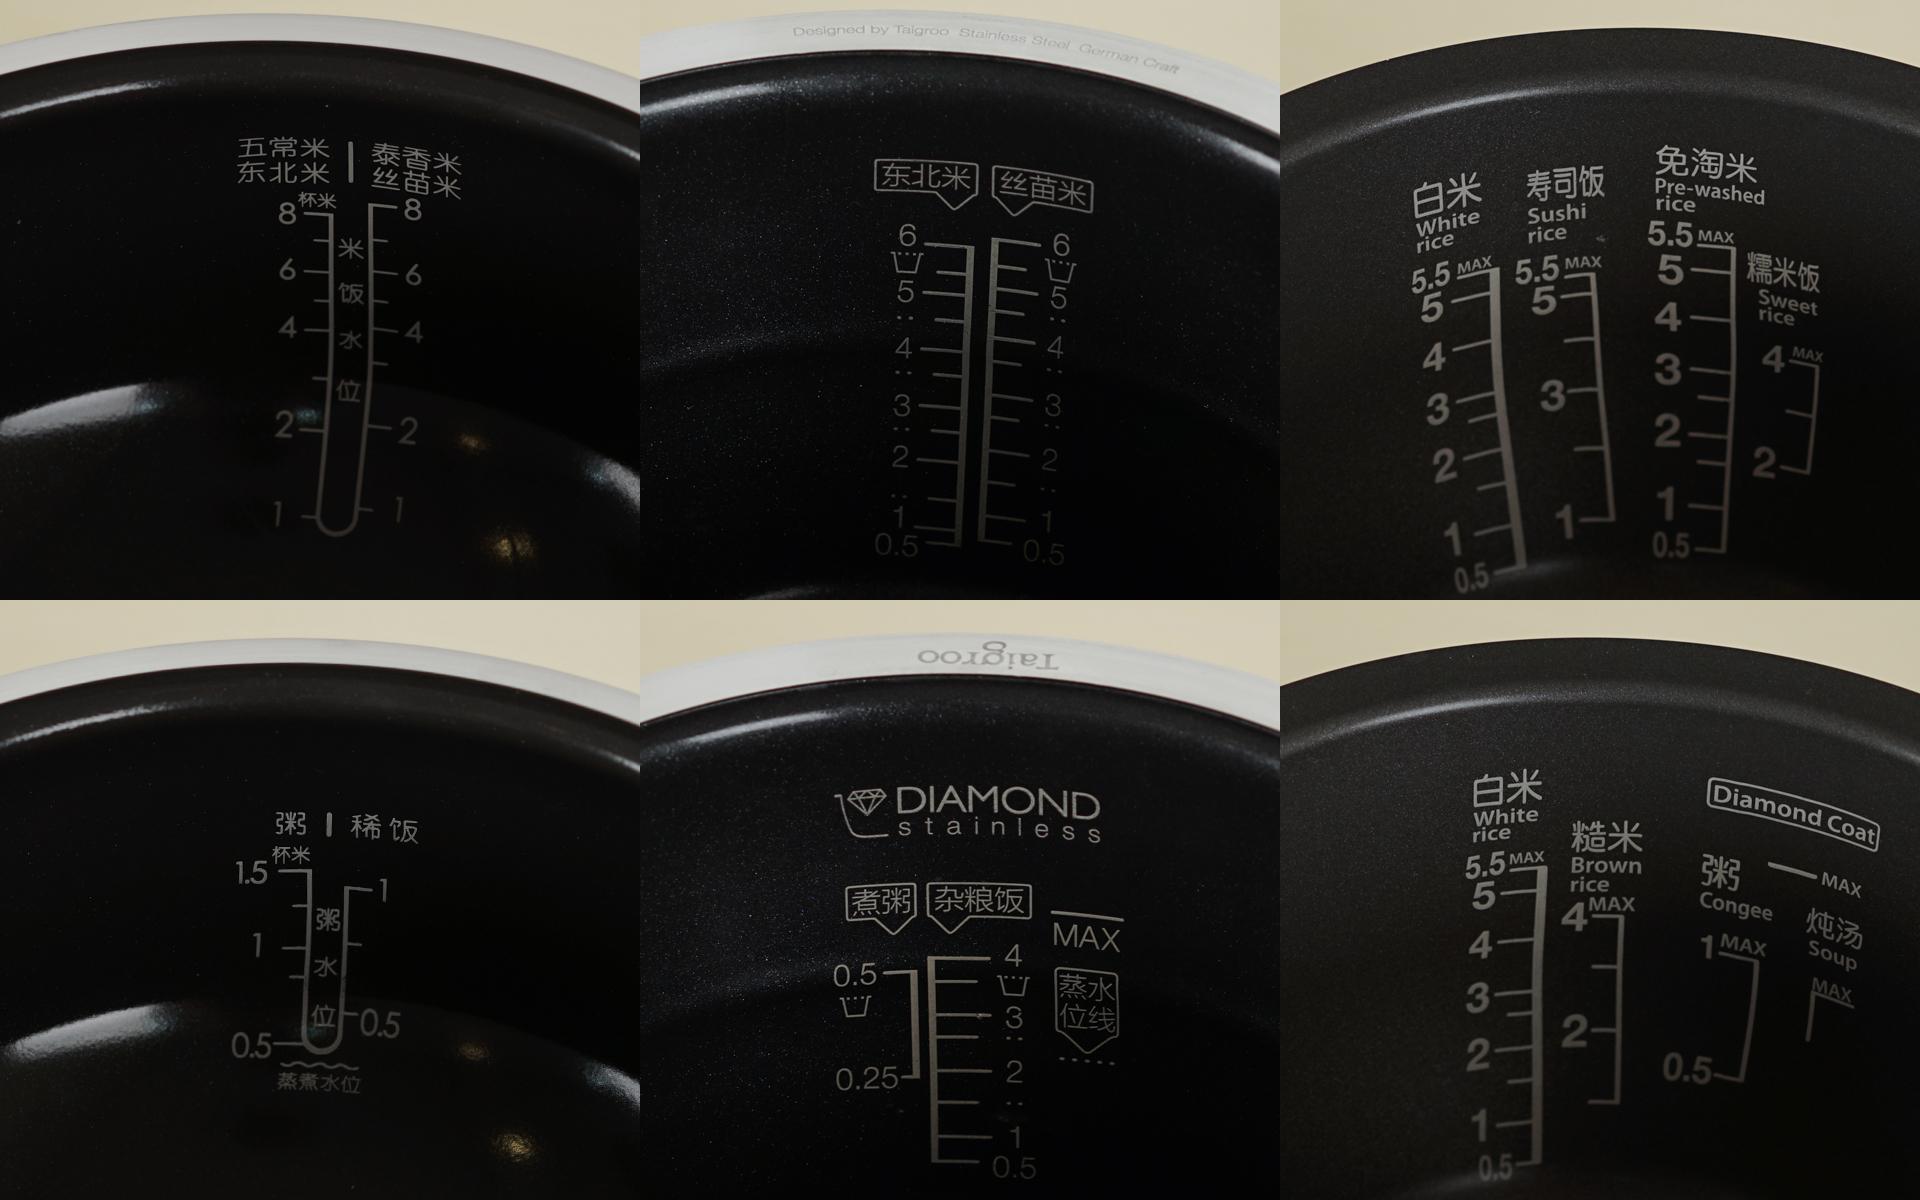 五常米 泰香米
东北米 丝苗米
杯米
8 8
米
6 6
饭
4 4
水
位
2 2
1 1
Designed by Taigroo Stainless Steel German Craft
东北米 丝苗米
6 6
5 5
4 4
3 3
2 2
1 1
0.5 0.5
白米
White
rice
5.5 MAX
5
4
3
2
1
0.5
寿司饭
Sushi
rice
5.5 MAX
5
3
1
免淘米
Pre-washed
rice
5.5 MAX
5
4
3
2
1
0.5
糯米饭
Sweet
rice
4 MAX
2
粥 稀饭
杯米
1.5 1
粥
1
水
位
0.5 0.5
蒸煮水位
Taigroo
DIAMOND
stainless
煮粥 杂粮饭
0.5
0.25
4
3
2
1
0.5
MAX
蒸水
位线
白米
White
rice
5.5 MAX
5
4
3
2
1
0.5
糙米
Brown
rice
4 MAX
2
Diamond Coat
粥
Congee
MAX
1 MAX
0.5
炖汤
Soup
MAX